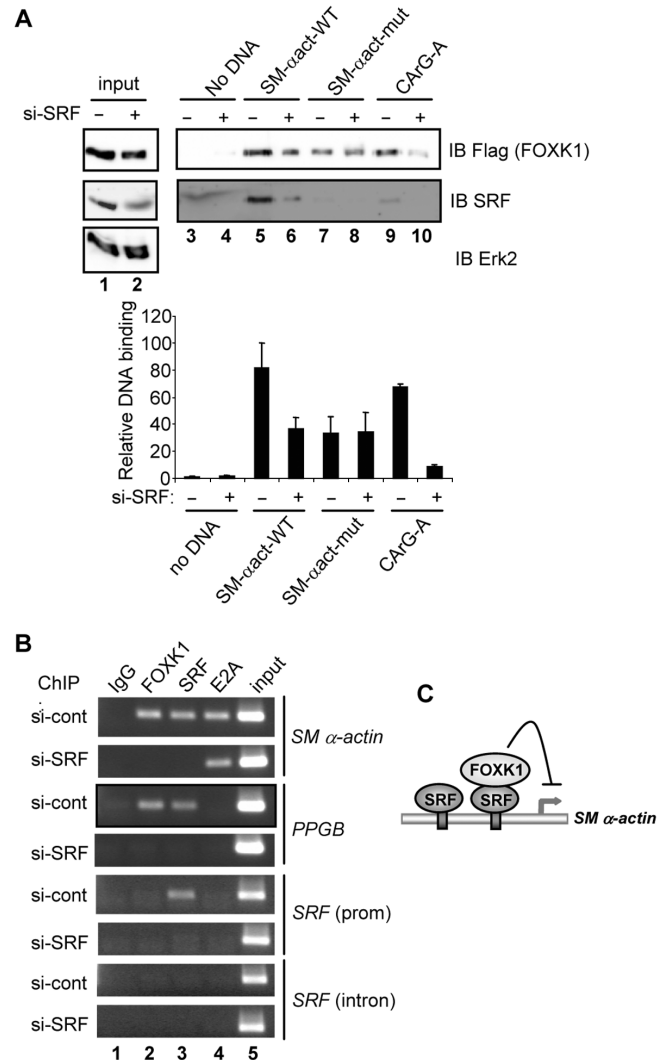 A
input
No DNA
SM-αact-WT
SM-αact-mut
CArG-A
si-SRF – + – + – + – + – +
IB Flag (FOXK1)
IB SRF
3 4 5 6 7 8 9 10
IB Erk2
1 2
Relative DNA binding
120
100
80
60
40
20
0
si-SRF: – + – + – + – +
no DNA
SM-αact-WT
SM-αact-mut
CArG-A
B
ChIP
:
IgG
FOXK1
SRF
E2A
input
si-cont
si-SRF
SM α-actin
si-cont
si-SRF
PPGB
si-cont
si-SRF
SRF (prom)
si-cont
si-SRF
SRF (intron)
1 2 3 4 5
C
FOXK1
SRF SRF
SM α-actin